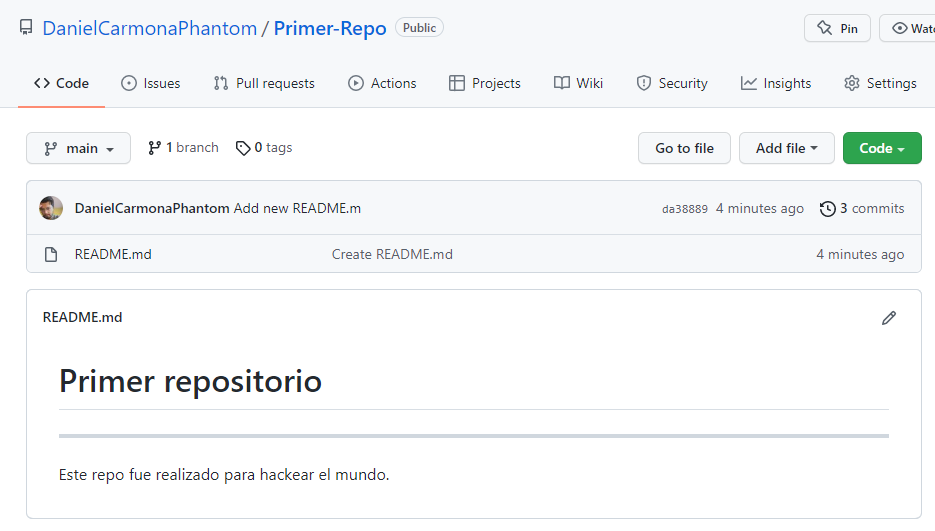 DanielCarmonaPhantom / Primer-Repo Public Pin
Code Issues Pull requests Actions Projects Wiki Security Insights Settings
main 1 branch 0 tags Go to file Add file Code
DanielCarmonaPhantom Add new README.m da38889 4 minutes ago 3 commits
README.md Create README.md 4 minutes ago
README.md
Primer repositorio
Este repo fue realizado para hackear el mundo.